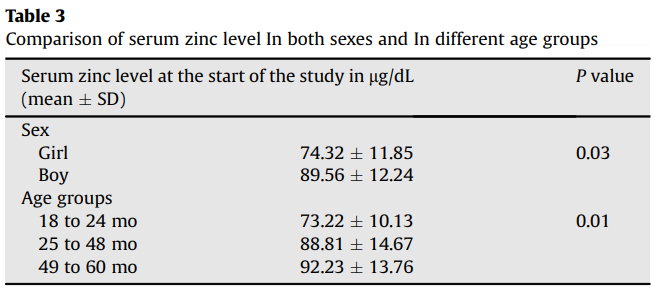 Table 3
Comparison of serum zinc level In both sexes and In different age groups
Serum zinc level at the start of the study in μg/dL P value
(mean ± SD)
Sex
Girl 74.32 ± 11.85 0.03
Boy 89.56 ± 12.24
Age groups
18 to 24 mo 73.22 ± 10.13 0.01
25 to 48 mo 88.81 ± 14.67
49 to 60 mo 92.23 ± 13.76